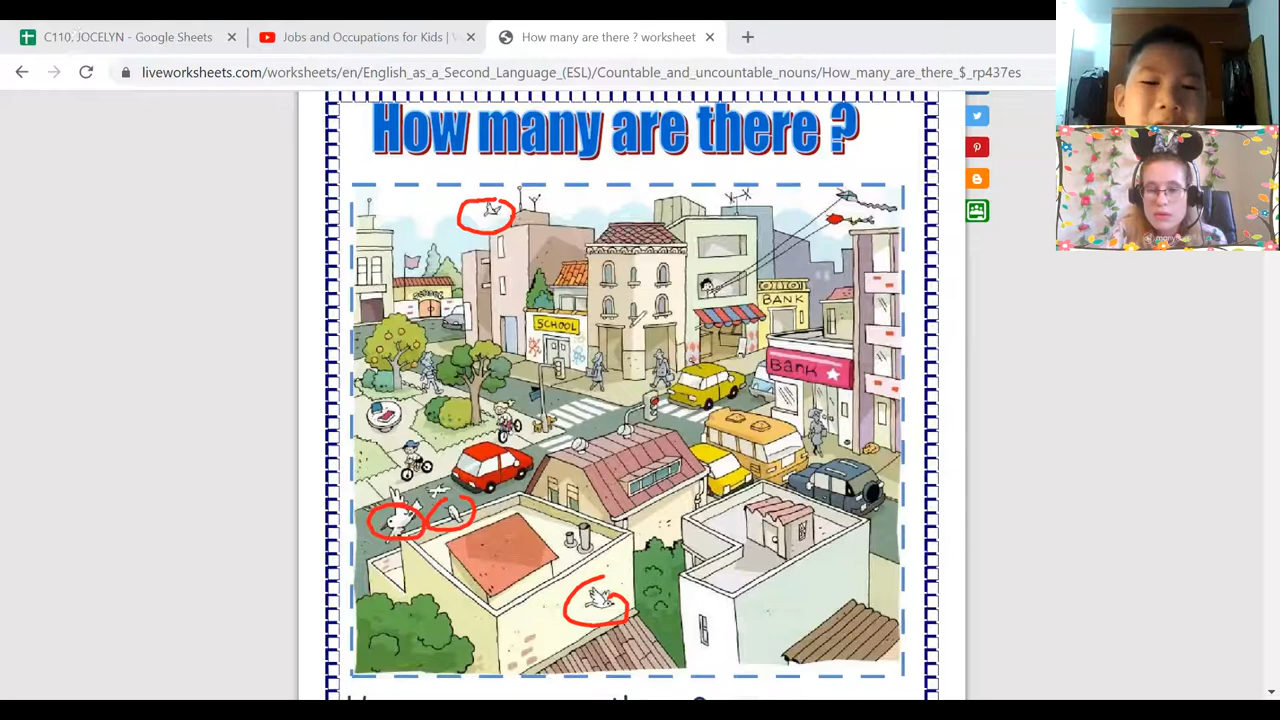 C110, JOCELYN - Google Sheets
Jobs and Occupations for Kids |
How many are there ? worksheet
liveworksheets.com/worksheets/en/English_as_a_Second_Language_(ESL)/Countable_and_uncountable_nouns/How_many_are_there_$_rp437es
How many are there ?
SCHOOL
BANK
SCHOOL
Bank